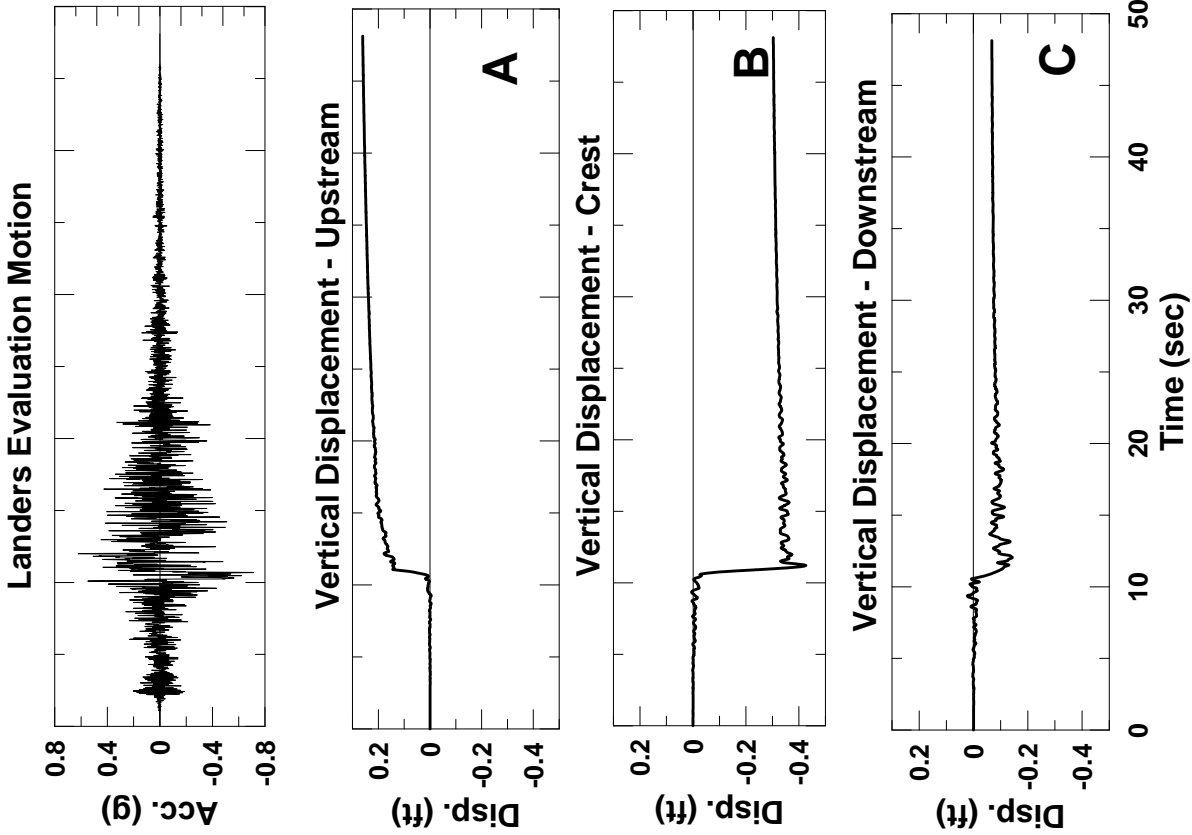 Landers Evaluation Motion
Acc. (g)
0.8
0.4
0
-0.4
-0.8
Vertical Displacement - Upstream
Disp. (ft)
0.2
0
-0.2
-0.4
A
Vertical Displacement - Crest
Disp. (ft)
0.2
0
-0.2
-0.4
B
Vertical Displacement - Downstream
Disp. (ft)
0.2
0
-0.2
-0.4
C
0 10 20 30 40 50
Time (sec)